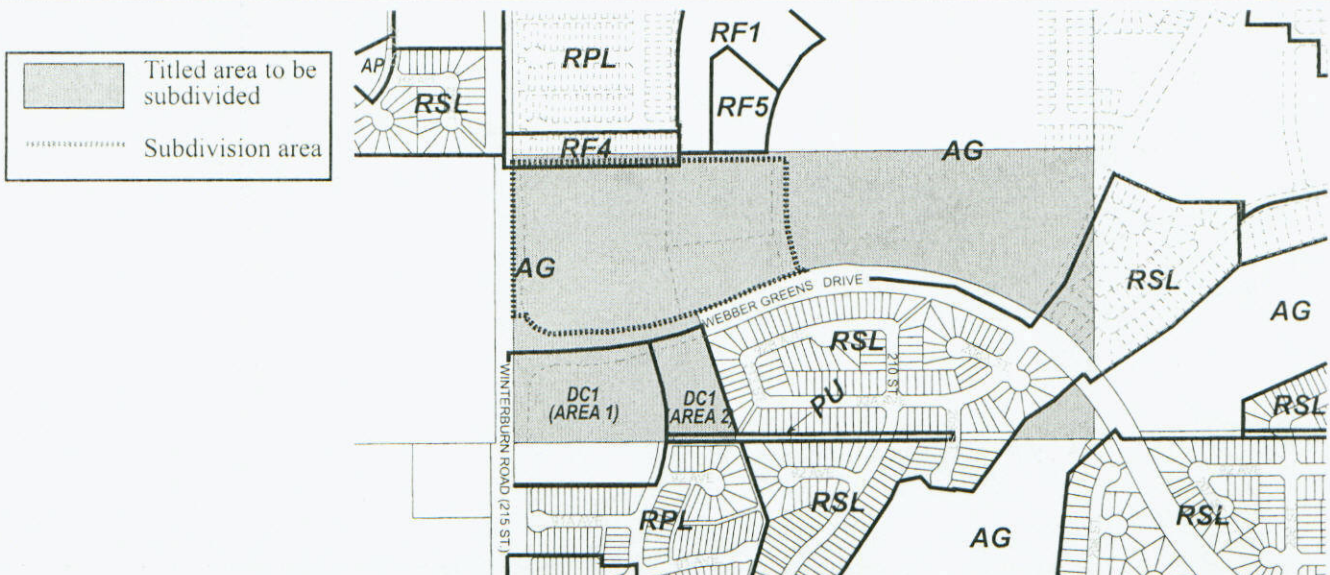 Titled area to be
subdivided
Subdivision area
AP
RSL
RPL
RF1
RF5
RF4
AG
AG
RSL
AG
WEBBER GREENS DRIVE
RSL
210 ST
PU
DC1
(AREA 1)
DC1
(AREA 2)
RSL
WINTERBURN ROAD (215 ST)
RPL
RSL
AG
RSL